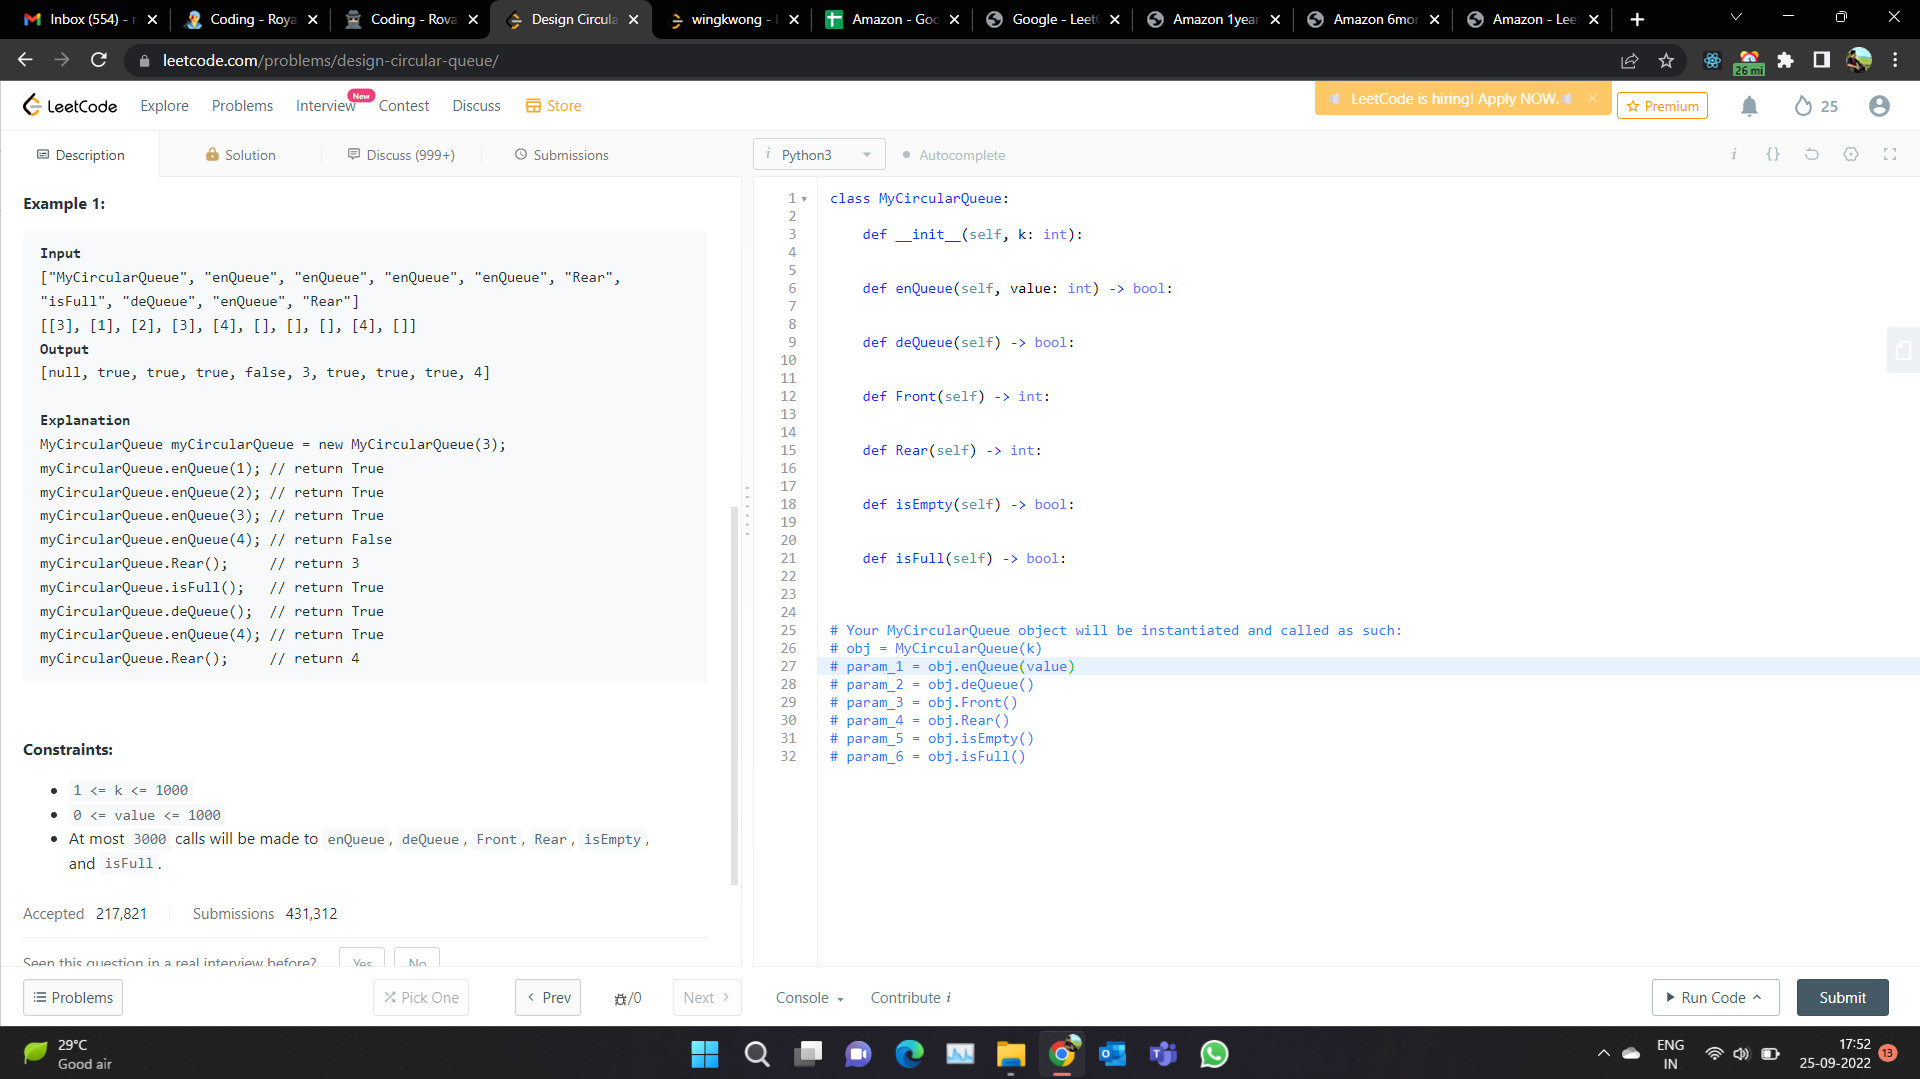 Inbox (554) - r
Coding - Roya
Coding - Rova
Design Circula
wingkwong - L
Amazon - Goo
Google - LeetC
Amazon 1year
Amazon 6mor
Amazon - Leet
leetcode.com/problems/design-circular-queue/
26 mi
LeetCode
Explore
Problems
Interview
New
Contest
Discuss
Store
LeetCode is hiring! Apply NOW.
Premium
25
Description
Solution
Discuss (999+)
Submissions
i Python3
Autocomplete
i {}
Example 1:
Input
["MyCircularQueue", "enQueue", "enQueue", "enQueue", "enQueue", "Rear",
"isFull", "deQueue", "enQueue", "Rear"]
[[3], [1], [2], [3], [4], [], [], [], [4], []]
Output
[null, true, true, true, false, 3, true, true, true, 4]
Explanation
MyCircularQueue myCircularQueue = new MyCircularQueue(3);
myCircularQueue.enQueue(1); // return True
myCircularQueue.enQueue(2); // return True
myCircularQueue.enQueue(3); // return True
myCircularQueue.enQueue(4); // return False
myCircularQueue.Rear();     // return 3
myCircularQueue.isFull();   // return True
myCircularQueue.deQueue();  // return True
myCircularQueue.enQueue(4); // return True
myCircularQueue.Rear();     // return 4
Constraints:
• 1 <= k <= 1000
• 0 <= value <= 1000
• At most 3000 calls will be made to enQueue, deQueue, Front, Rear, isEmpty,
and isFull.
Accepted 217,821 Submissions 431,312
Seen this question in a real interview before? Yes No
1 class MyCircularQueue:
2
3     def __init__(self, k: int):
4
5
6     def enQueue(self, value: int) -> bool:
7
8
9     def deQueue(self) -> bool:
10
11
12     def Front(self) -> int:
13
14
15     def Rear(self) -> int:
16
17
18     def isEmpty(self) -> bool:
19
20
21     def isFull(self) -> bool:
22
23
24
25 # Your MyCircularQueue object will be instantiated and called as such:
26 # obj = MyCircularQueue(k)
27 # param_1 = obj.enQueue(value)
28 # param_2 = obj.deQueue()
29 # param_3 = obj.Front()
30 # param_4 = obj.Rear()
31 # param_5 = obj.isEmpty()
32 # param_6 = obj.isFull()
Problems
Pick One
Prev
/0
Next
Console
Contribute i
Run Code
Submit
29°C
Good air
ENG
IN
17:52
25-09-2022
13